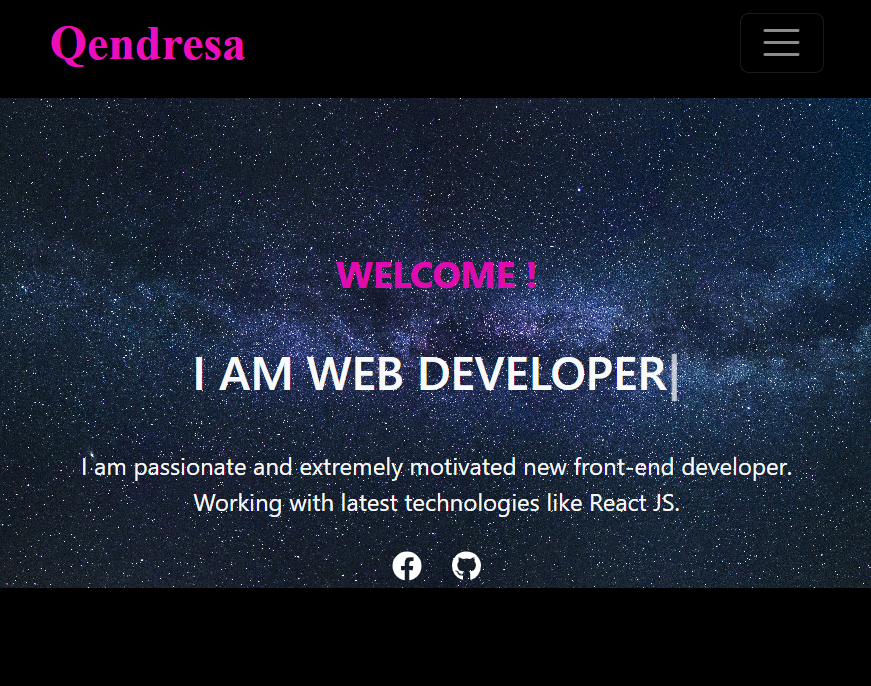 Qendresa
WELCOME !
I AM WEB DEVELOPER|
I am passionate and extremely motivated new front-end developer.
Working with latest technologies like React JS.